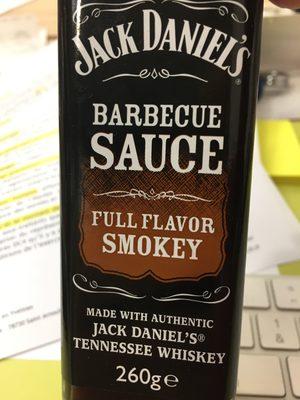 JACK DANIEL'S
BARBECUE
SAUCE
FULL FLAVOR
SMOKEY
MADE WITH AUTHENTIC
JACK DANIEL'S®
TENNESSEE WHISKEY
260g℮